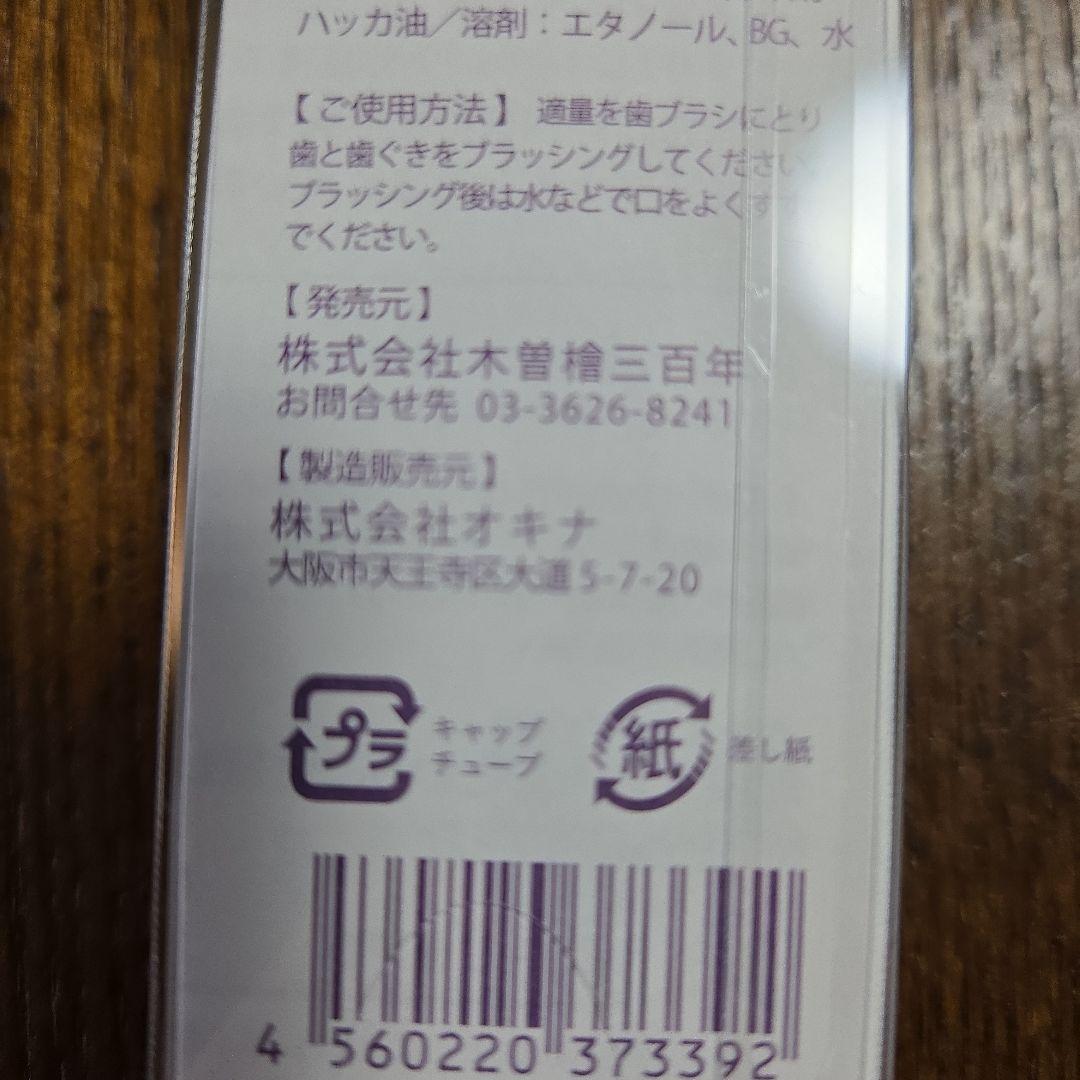 ハッカ油／溶剤：エタノール、BG、水
【ご使用方法】 適量を歯ブラシにとり
歯と歯ぐきをブラッシングしてください
ブラッシング後は水などで口をよくすす
でください。
【発売元】
株式会社木曽檜三百年
お問合せ先 03-3626-8241
【製造販売元】
株式会社オキナ
大阪市天王寺区大道5-7-20
プラ
キャップ
チューブ
紙
差し紙
4 560220 373392